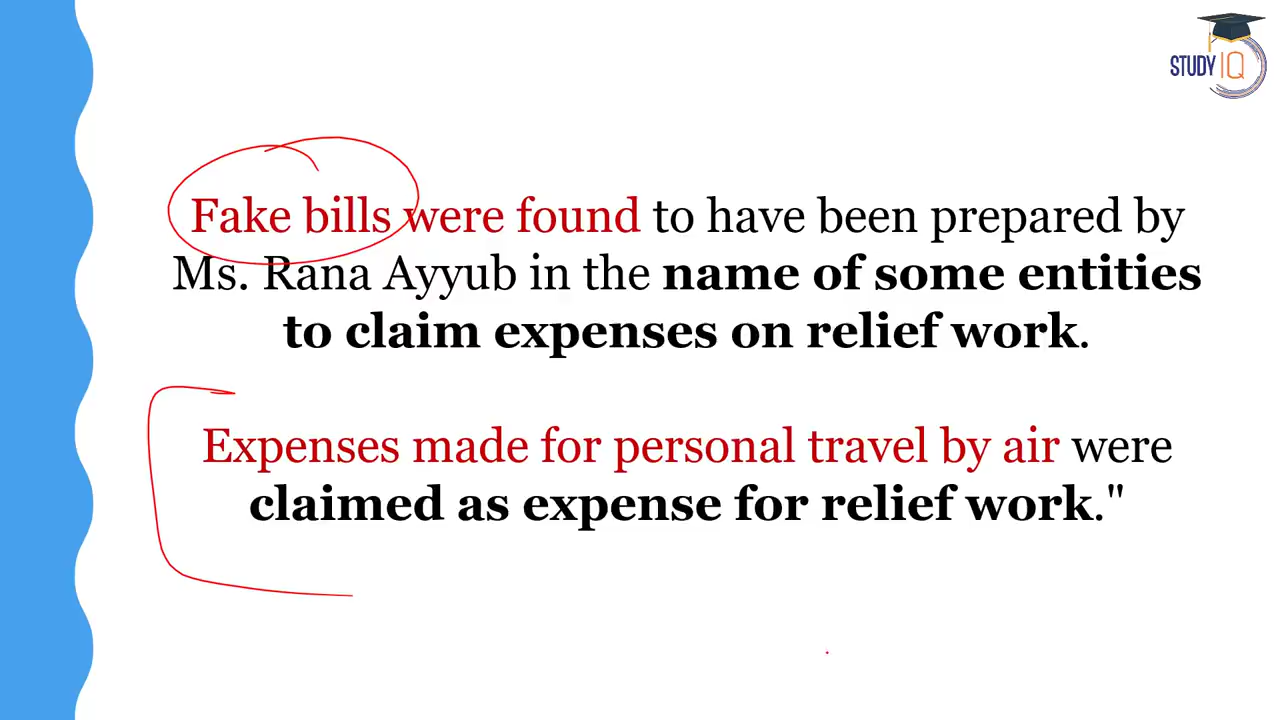 STUDY IQ
Fake bills were found to have been prepared by
Ms. Rana Ayyub in the name of some entities
to claim expenses on relief work.
Expenses made for personal travel by air were
claimed as expense for relief work."